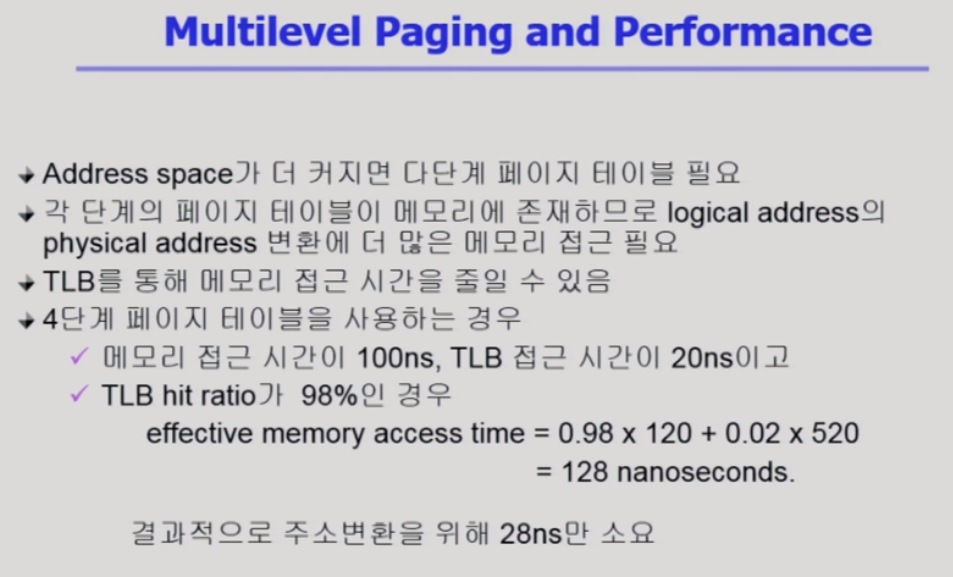 Multilevel Paging and Performance
Address space가 더 커지면 다단계 페이지 테이블 필요
각 단계의 페이지 테이블이 메모리에 존재하므로 logical address의
physical address 변환에 더 많은 메모리 접근 필요
TLB를 통해 메모리 접근 시간을 줄일 수 있음
4단계 페이지 테이블을 사용하는 경우
✓ 메모리 접근 시간이 100ns, TLB 접근 시간이 20ns이고
✓ TLB hit ratio가 98%인 경우
effective memory access time = 0.98 x 120 + 0.02 x 520
= 128 nanoseconds.
결과적으로 주소변환을 위해 28ns만 소요